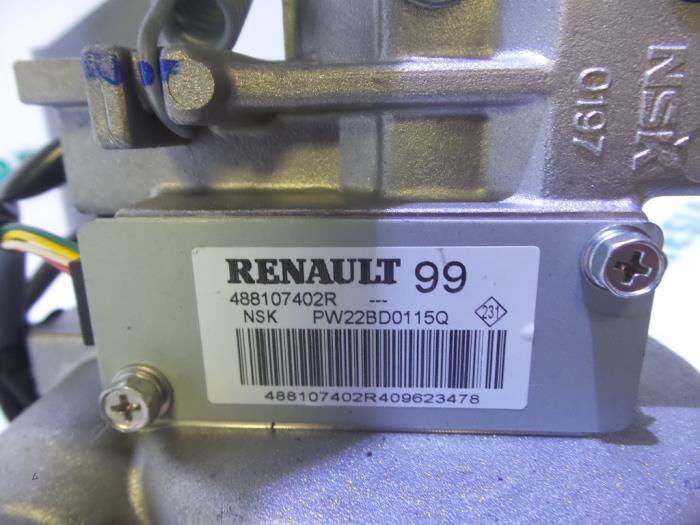 NSK
0197
RENAULT 99
488107402R ---
NSK PW22BD0115Q 231
488107402R409623478